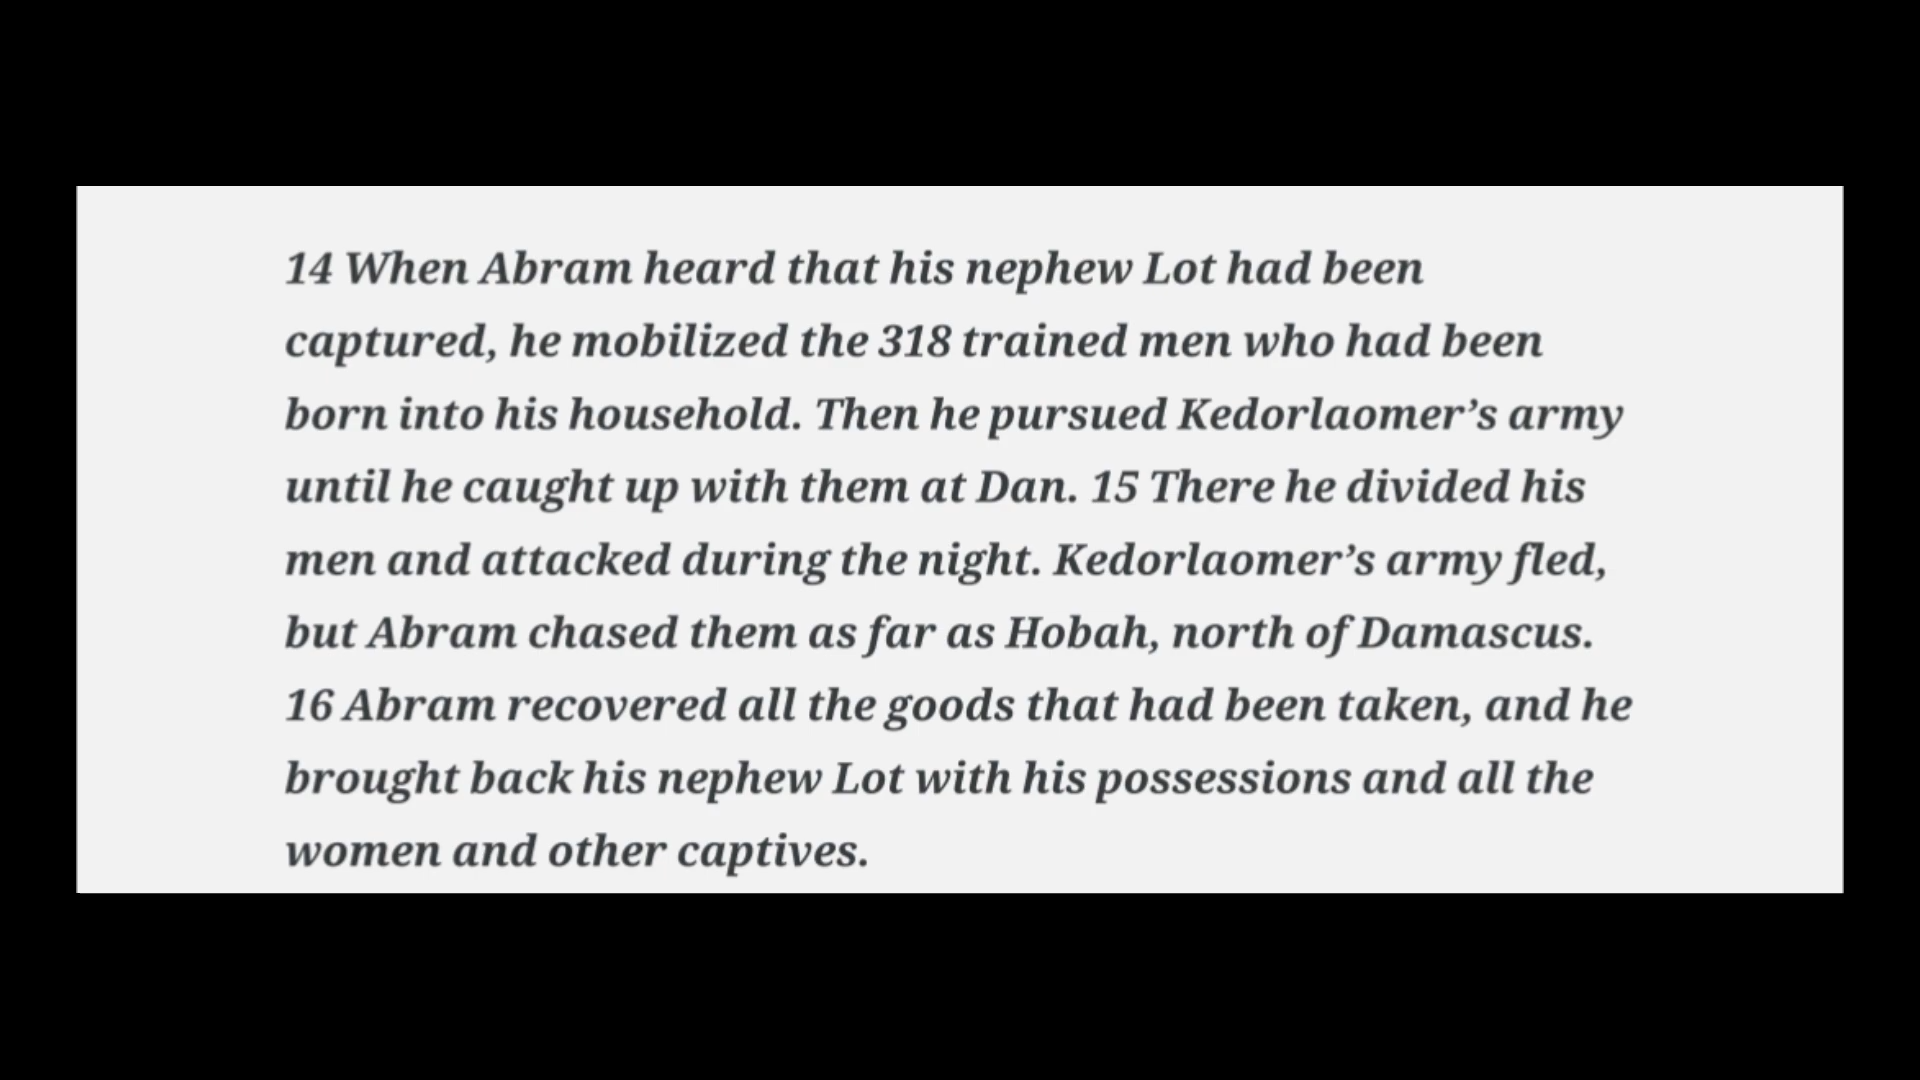 14 When Abram heard that his nephew Lot had been
captured, he mobilized the 318 trained men who had been
born into his household. Then he pursued Kedorlaomer’s army
until he caught up with them at Dan. 15 There he divided his
men and attacked during the night. Kedorlaomer’s army fled,
but Abram chased them as far as Hobah, north of Damascus.
16 Abram recovered all the goods that had been taken, and he
brought back his nephew Lot with his possessions and all the
women and other captives.